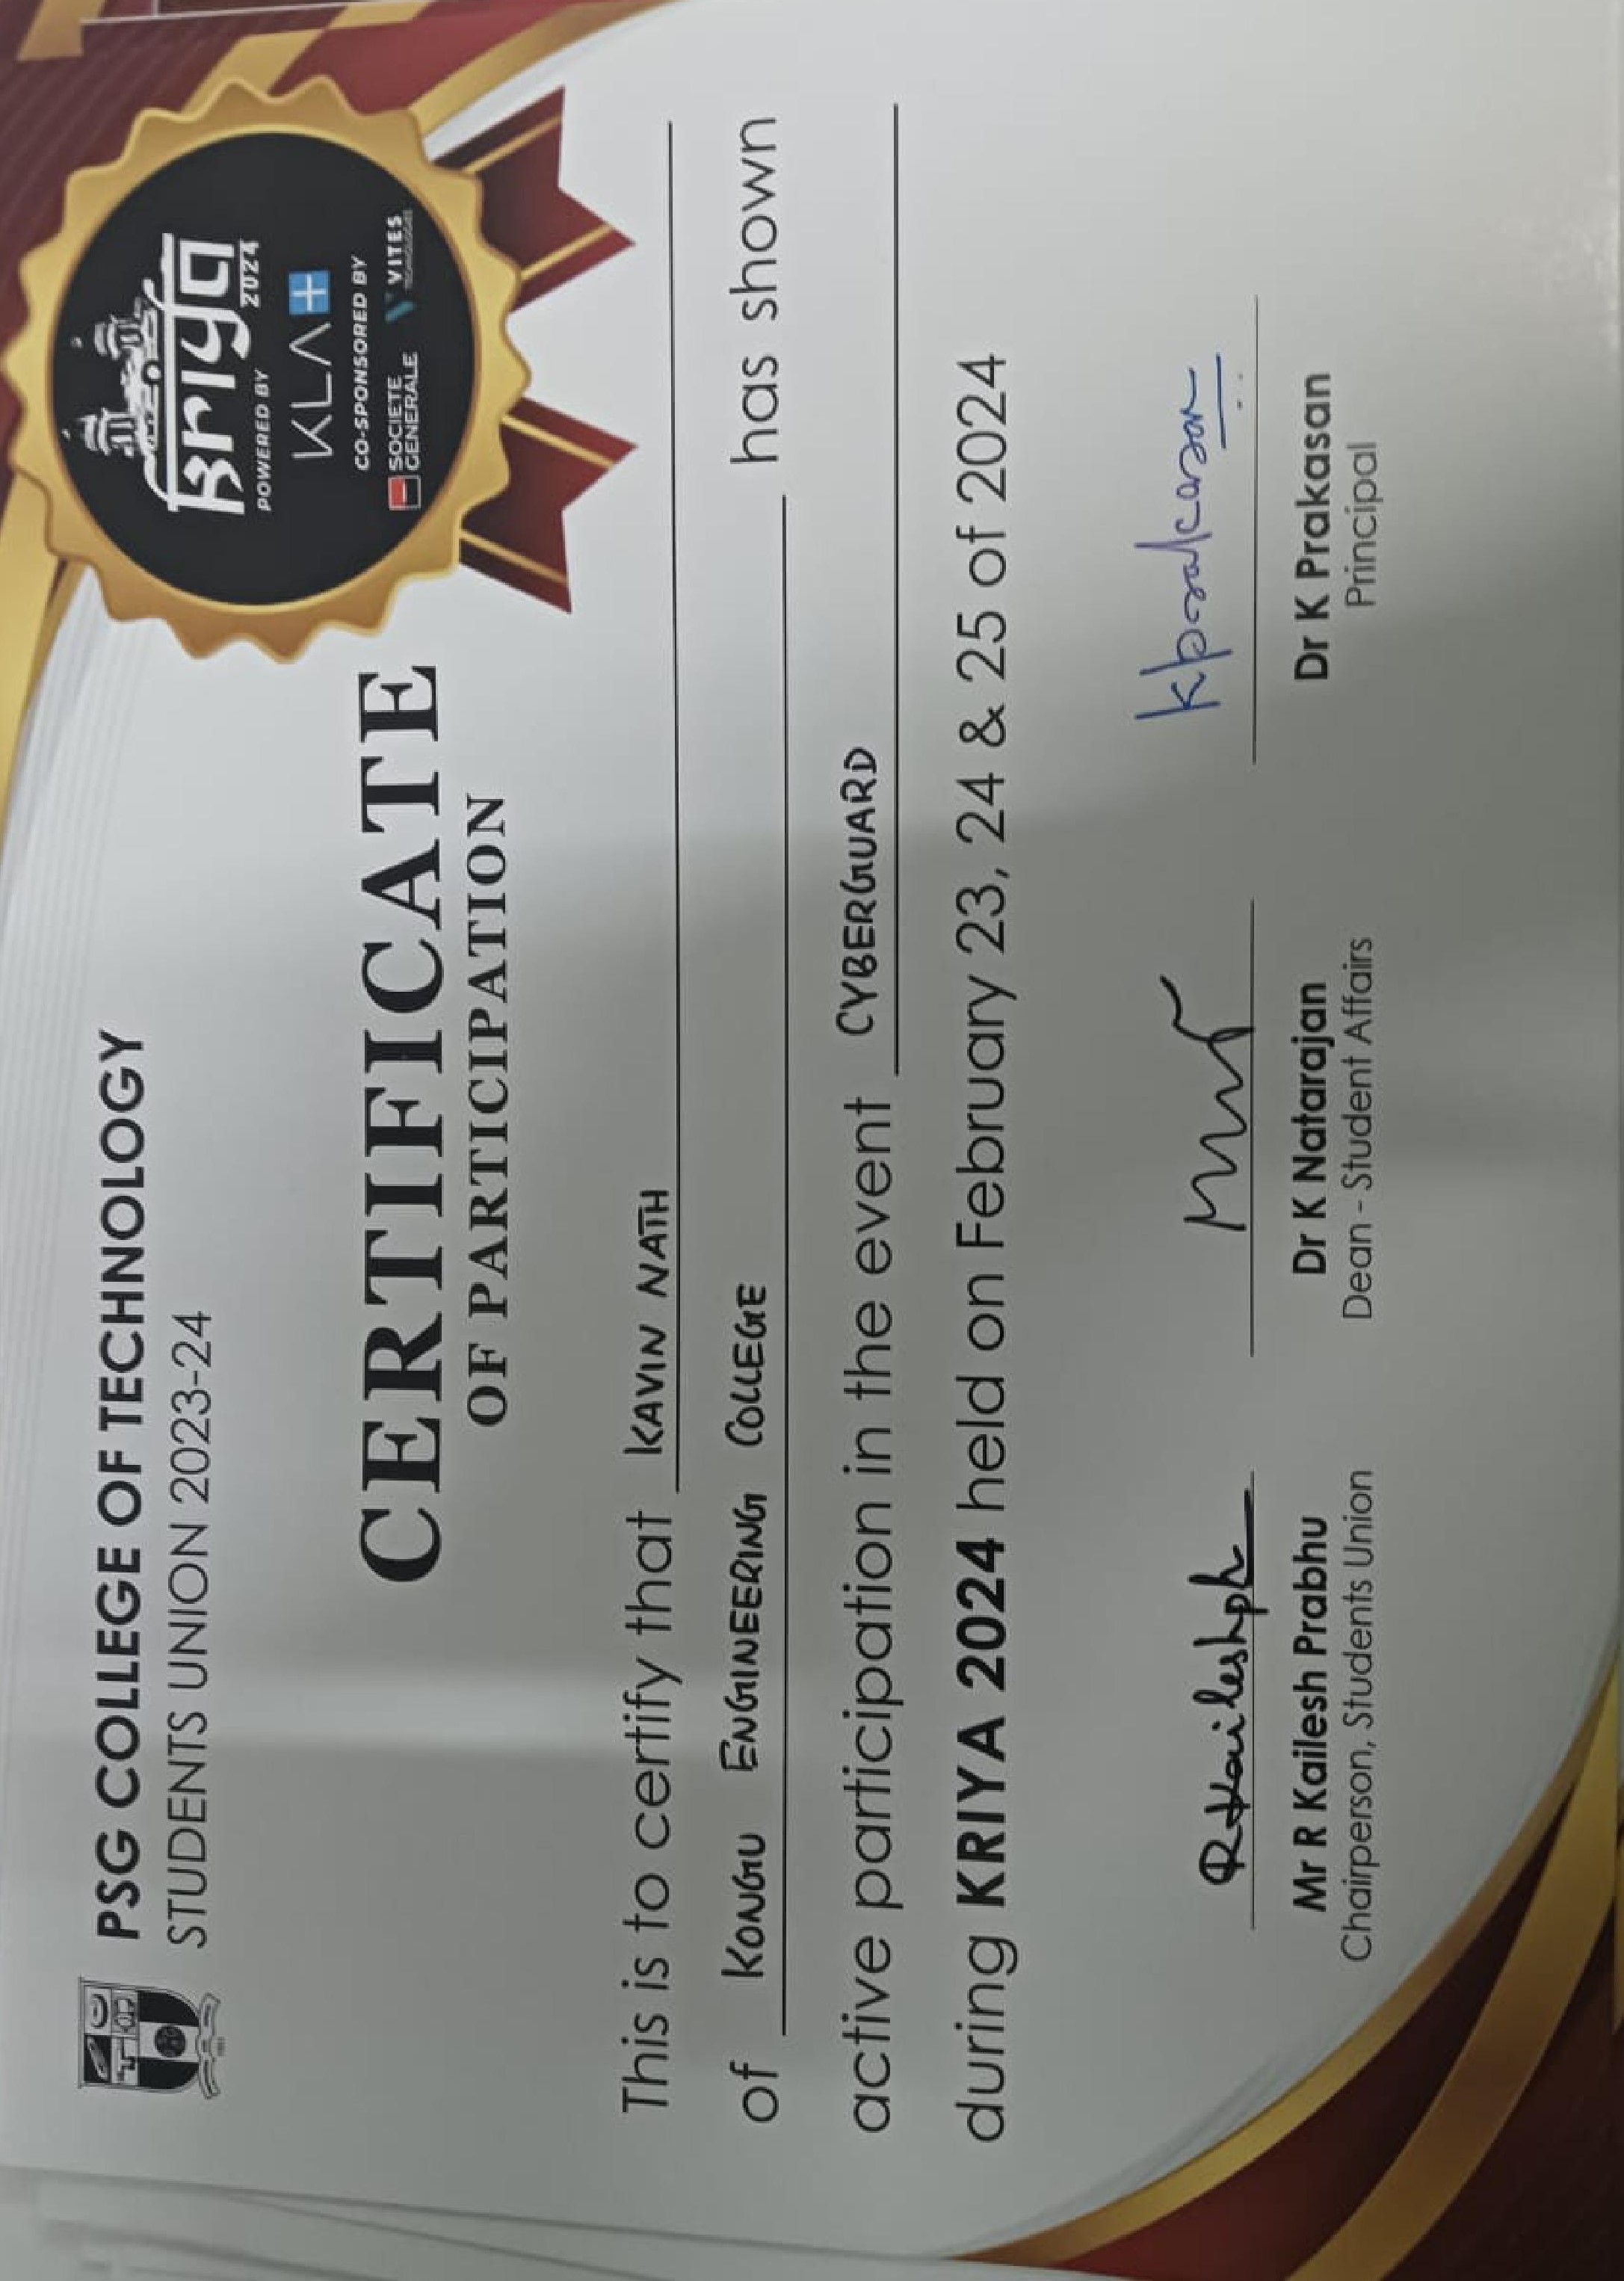 PSG COLLEGE OF TECHNOLOGY
STUDENTS UNION 2023-24
Kriya
2024
POWERED BY
KLA+
CO-SPONSORED BY
SOCIETE GENERALE
VITES TECHNOLOGIES
CERTIFICATE
OF PARTICIPATION
This is to certify that KAVIN NATH
of KONGU ENGINEERING COLLEGE has shown
active participation in the event CYBERGUARD
during KRIYA 2024 held on February 23, 24 & 25 of 2024
R Kaileshph
kprakasan
Mr R Kailesh Prabhu
Chairperson, Students Union
Dr K Natarajan
Dean - Student Affairs
Dr K Prakasan
Principal